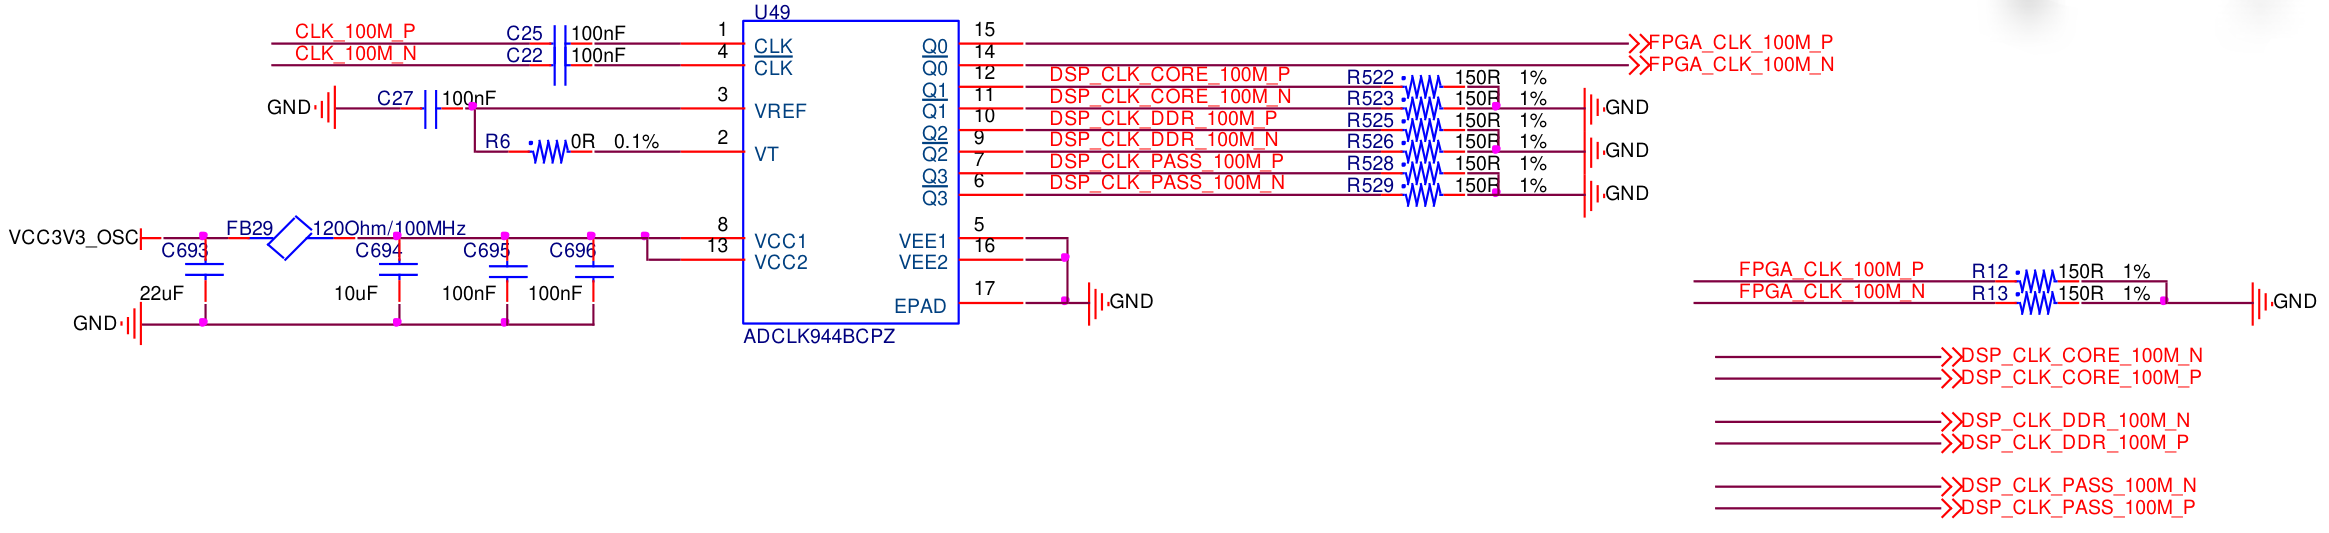 U49
CLK_100M_P C25 100nF 1 CLK Q0 15 FPGA_CLK_100M_P
CLK_100M_N C22 100nF 4 CLK Q0 14 FPGA_CLK_100M_N
12 Q1 DSP_CLK_CORE_100M_P R522 150R 1%
GND C27 100nF 3 VREF Q1 11 DSP_CLK_CORE_100M_N R523 150R 1% GND
10 Q2 DSP_CLK_DDR_100M_P R525 150R 1%
R6 0R 0.1% 2 VT Q2 9 DSP_CLK_DDR_100M_N R526 150R 1% GND
7 Q3 DSP_CLK_PASS_100M_P R528 150R 1%
6 Q3 DSP_CLK_PASS_100M_N R529 150R 1% GND
VCC3V3_OSC FB29 120Ohm/100MHz 8 VCC1 VEE1 5
C693 C694 C695 C696 13 VCC2 VEE2 16
22uF 10uF 100nF 100nF
EPAD 17 GND
GND
ADCLK944BCPZ
FPGA_CLK_100M_P R12 150R 1%
FPGA_CLK_100M_N R13 150R 1% GND
DSP_CLK_CORE_100M_N
DSP_CLK_CORE_100M_P
DSP_CLK_DDR_100M_N
DSP_CLK_DDR_100M_P
DSP_CLK_PASS_100M_N
DSP_CLK_PASS_100M_P